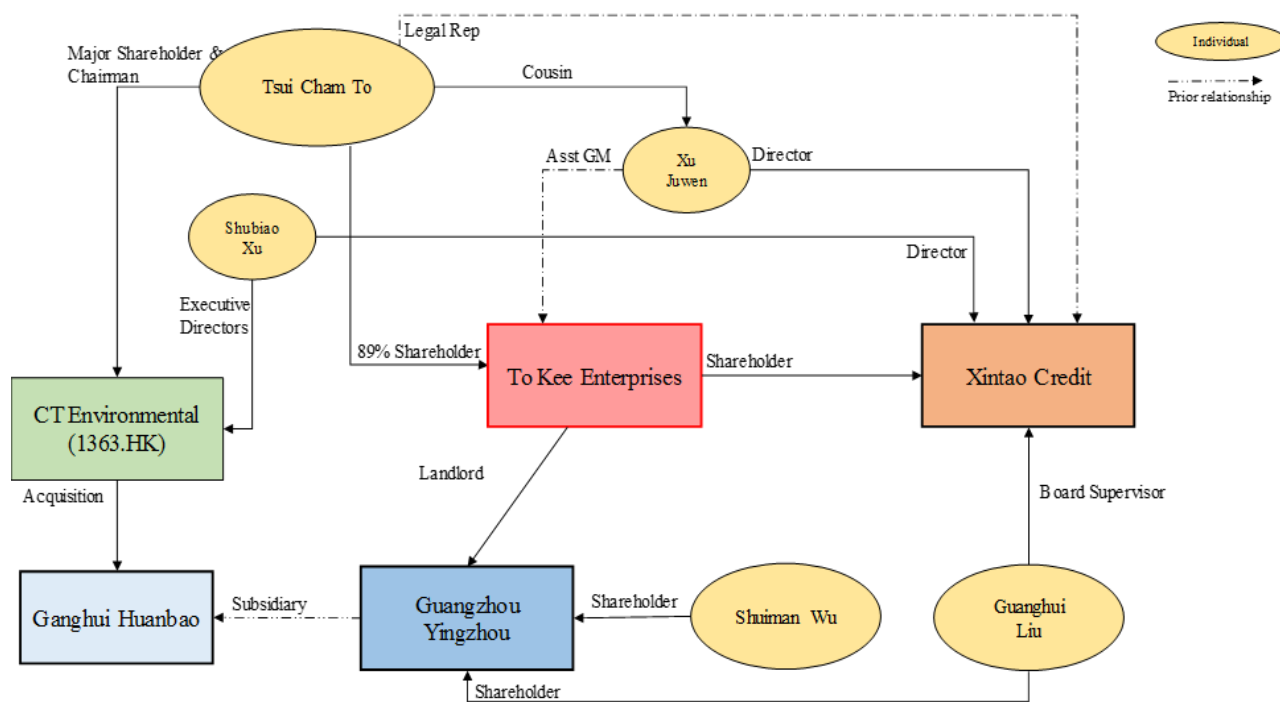 Legal Rep
Individual
Major Shareholder &
Chairman
Cousin
Tsui Cham To
Prior relationship
Asst GM
Xu
Juwen
Director
Shubiao
Xu
Director
Executive
Directors
89% Shareholder
To Kee Enterprises
Shareholder
Xintao Credit
CT Environmental
(1363.HK)
Landlord
Acquisition
Board Supervisor
Ganghui Huanbao
Subsidiary
Guangzhou
Yingzhou
Shareholder
Shuiman Wu
Guanghui
Liu
Shareholder